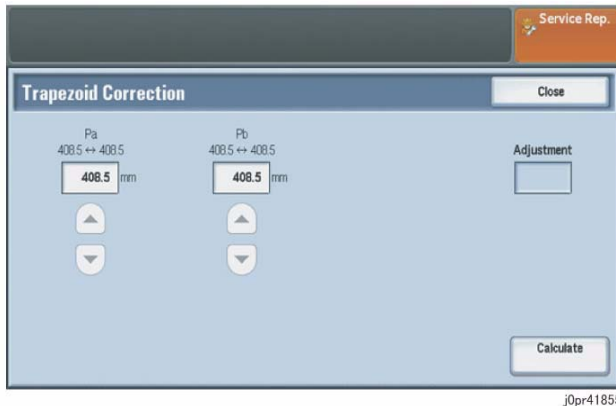 Service Rep.
Trapezoid Correction
Close
Pa
408.5 ↔ 408.5
408.5 mm
Pb
408.5 ↔ 408.5
408.5 mm
Adjustment
Calculate
j0pr4185